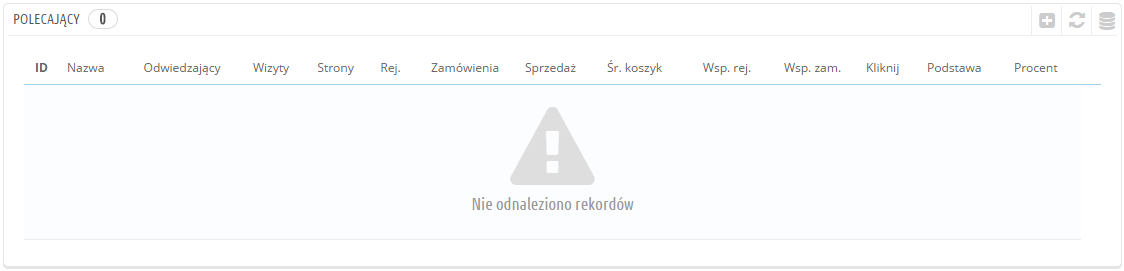 POLECAJĄCY 0
ID Nazwa Odwiedzający Wizyty Strony Rej. Zamówienia Sprzedaż Śr. koszyk Wsp. rej. Wsp. zam. Kliknij Podstawa Procent
Nie odnaleziono rekordów